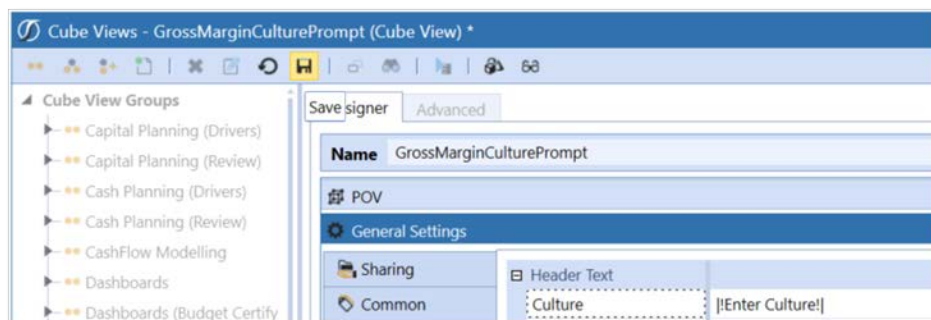 Cube Views - GrossMarginCulturePrompt (Cube View) *
Cube View Groups
Capital Planning (Drivers)
Capital Planning (Review)
Cash Planning (Drivers)
Cash Planning (Review)
CashFlow Modelling
Dashboards
Dashboards (Budget Certify
Save signer
Advanced
Name GrossMarginCulturePrompt
POV
General Settings
Sharing
Common
Header Text
Culture |!Enter Culture!|